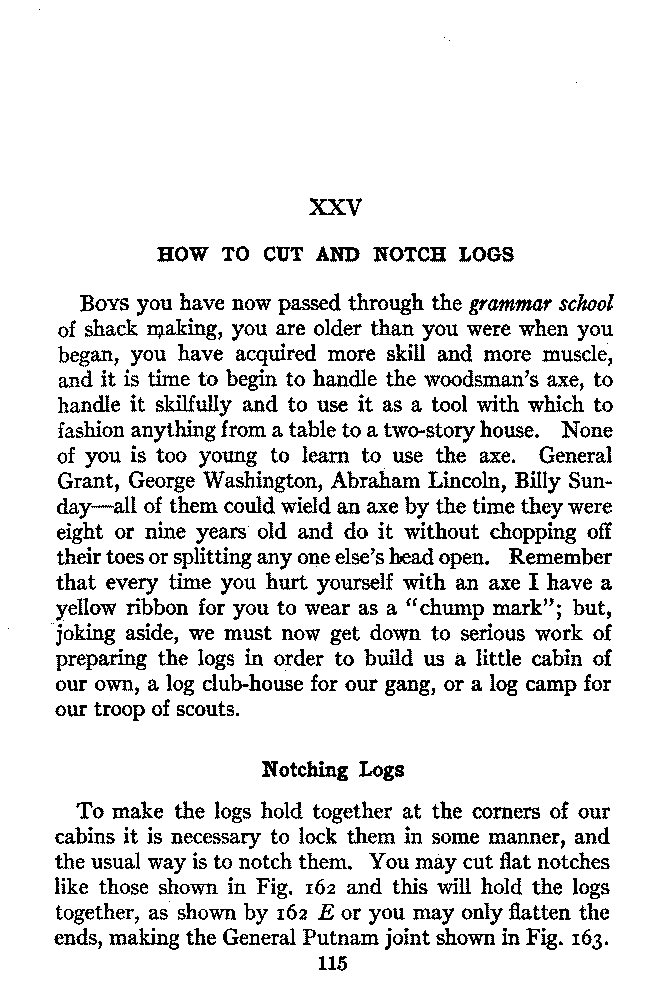 XXV
HOW TO CUT AND NOTCH LOGS
Boys you have now passed through the grammar school
of shack making, you are older than you were when you
began, you have acquired more skill and more muscle,
and it is time to begin to handle the woodsman's axe, to
handle it skilfully and to use it as a tool with which to
fashion anything from a table to a two-story house. None
of you is too young to learn to use the axe. General
Grant, George Washington, Abraham Lincoln, Billy Sun-
day—all of them could wield an axe by the time they were
eight or nine years old and do it without chopping off
their toes or splitting any one else's head open. Remember
that every time you hurt yourself with an axe I have a
yellow ribbon for you to wear as a "chump mark"; but,
joking aside, we must now get down to serious work of
preparing the logs in order to build us a little cabin of
our own, a log club-house for our gang, or a log camp for
our troop of scouts.
Notching Logs
To make the logs hold together at the corners of our
cabins it is necessary to lock them in some manner, and
the usual way is to notch them. You may cut flat notches
like those shown in Fig. 162 and this will hold the logs
together, as shown by 162 E or you may only flatten the
ends, making the General Putnam joint shown in Fig. 163.
115